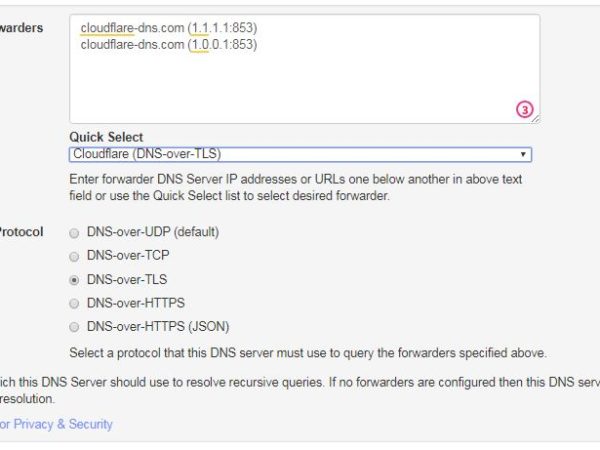 warders
cloudflare-dns.com (1.1.1.1:853)
cloudflare-dns.com (1.0.0.1:853)
3
Quick Select
Cloudflare (DNS-over-TLS)
Enter forwarder DNS Server IP addresses or URLs one below another in above text
field or use the Quick Select list to select desired forwarder.
Protocol
DNS-over-UDP (default)
DNS-over-TCP
DNS-over-TLS
DNS-over-HTTPS
DNS-over-HTTPS (JSON)
Select a protocol that this DNS server must use to query the forwarders specified above.
ich this DNS Server should use to resolve recursive queries. If no forwarders are configured then this DNS serv
resolution.
or Privacy & Security